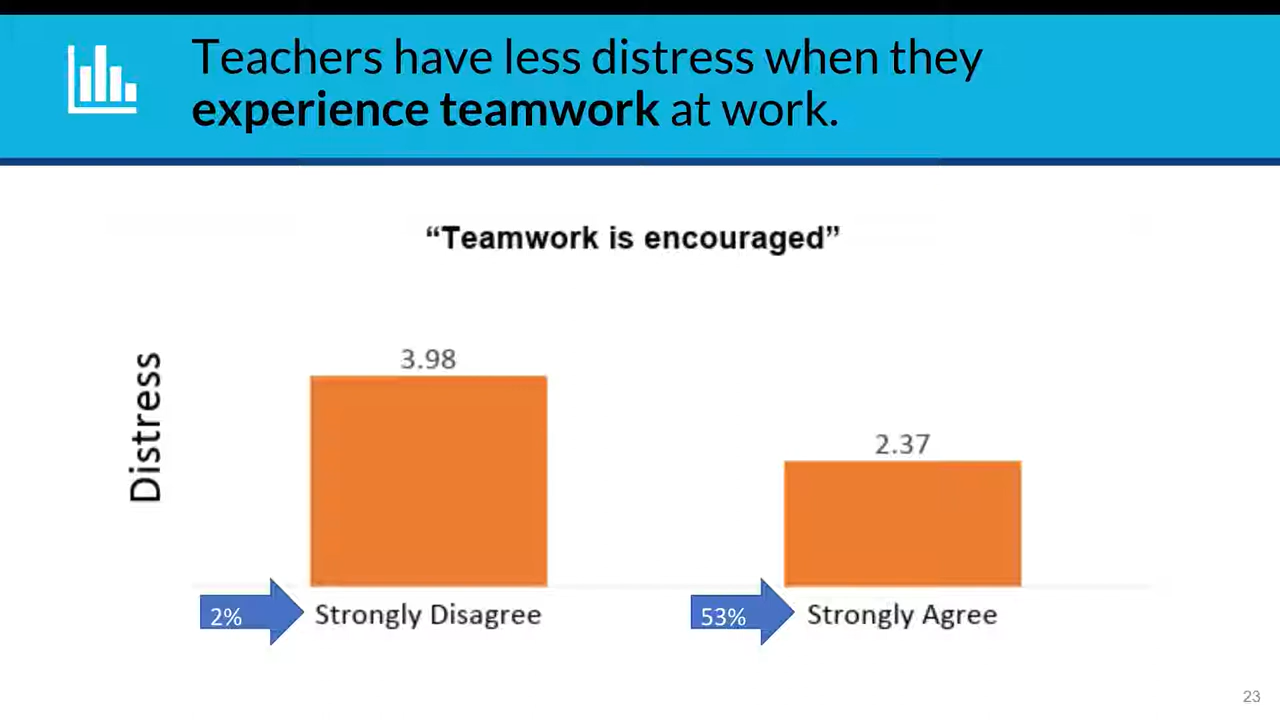 Teachers have less distress when they
experience teamwork at work.
“Teamwork is encouraged”
Distress
3.98
2.37
2%
Strongly Disagree
53%
Strongly Agree
23